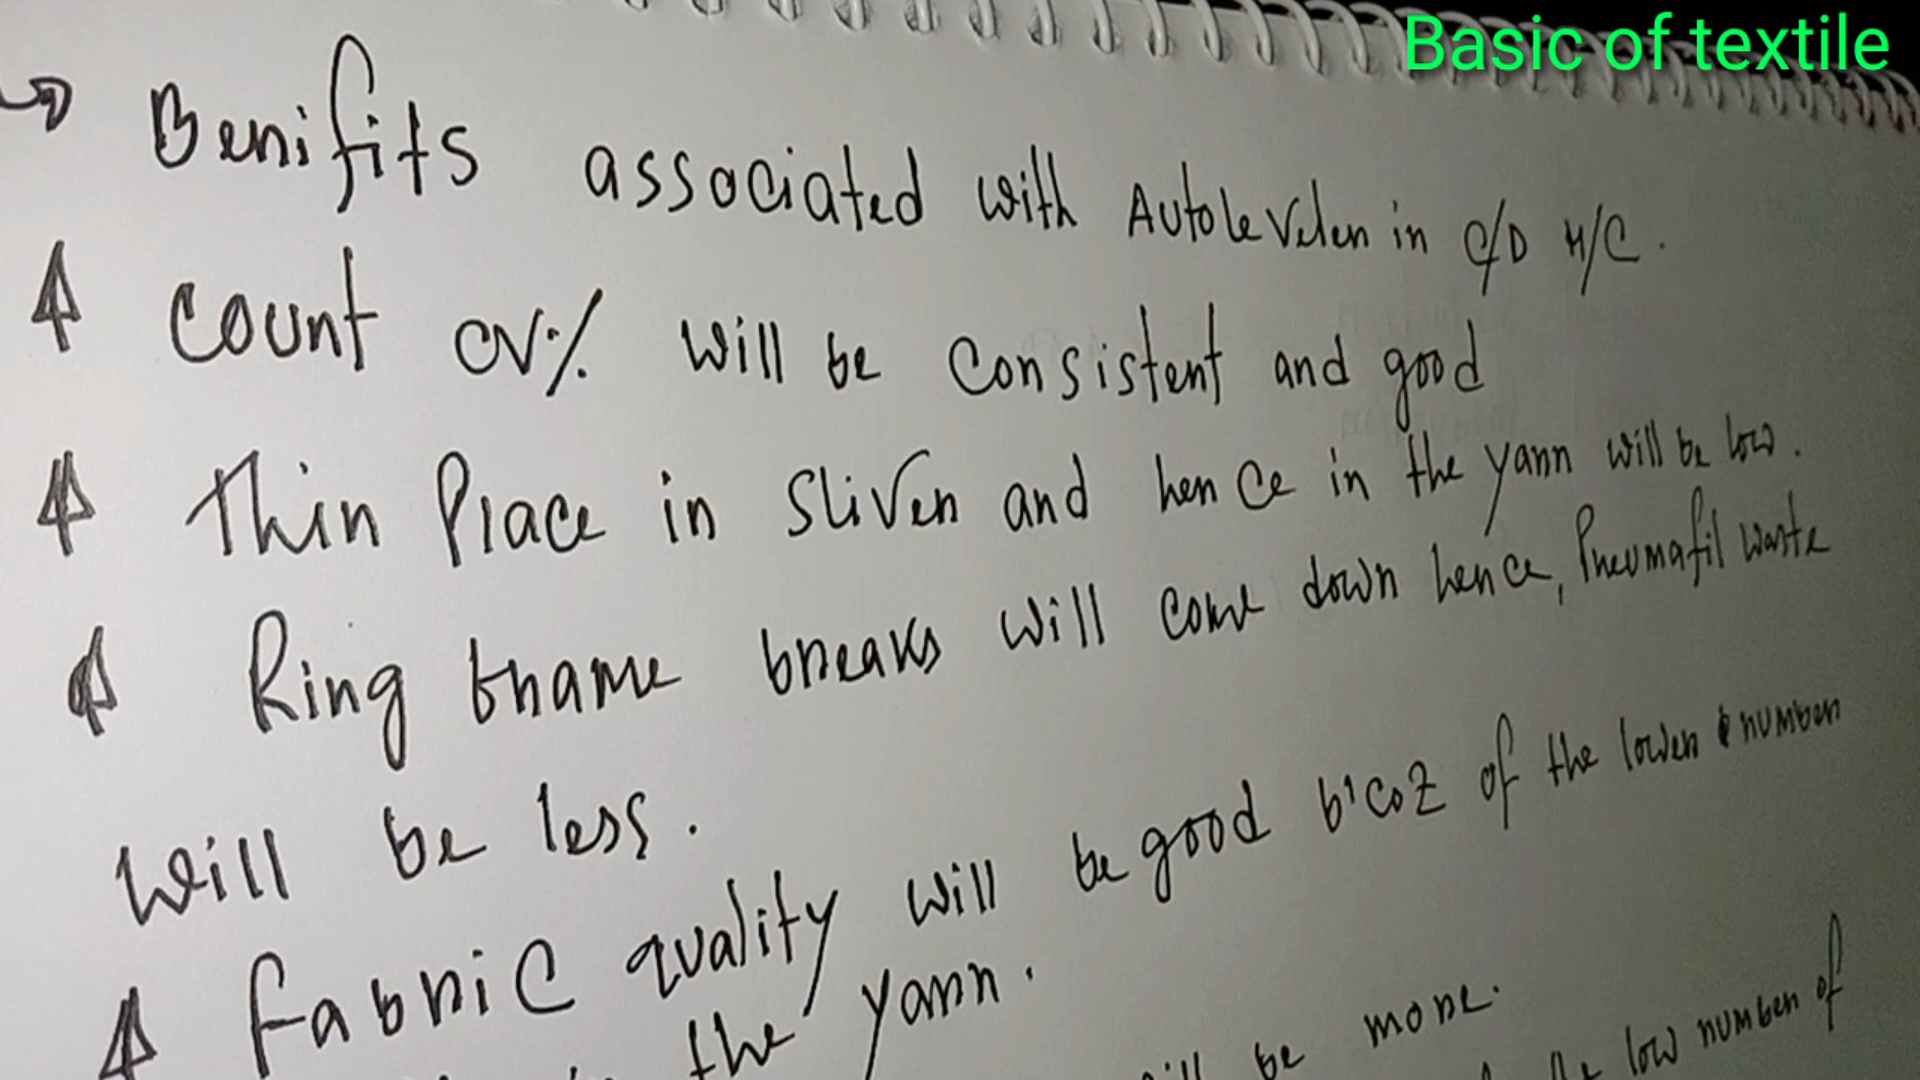 Basic of textile
Benifits associated with Autoleveler in C/D M/C.
Count CV% will be Consistent and good
Thin Place in Sliver and hence in the yarn will be low.
Ring frame breaks will come down hence, Pneumafil waste
will be less.
Fabric quality will be good b'coz of the lower number
the yarn.
will be more.
low number of